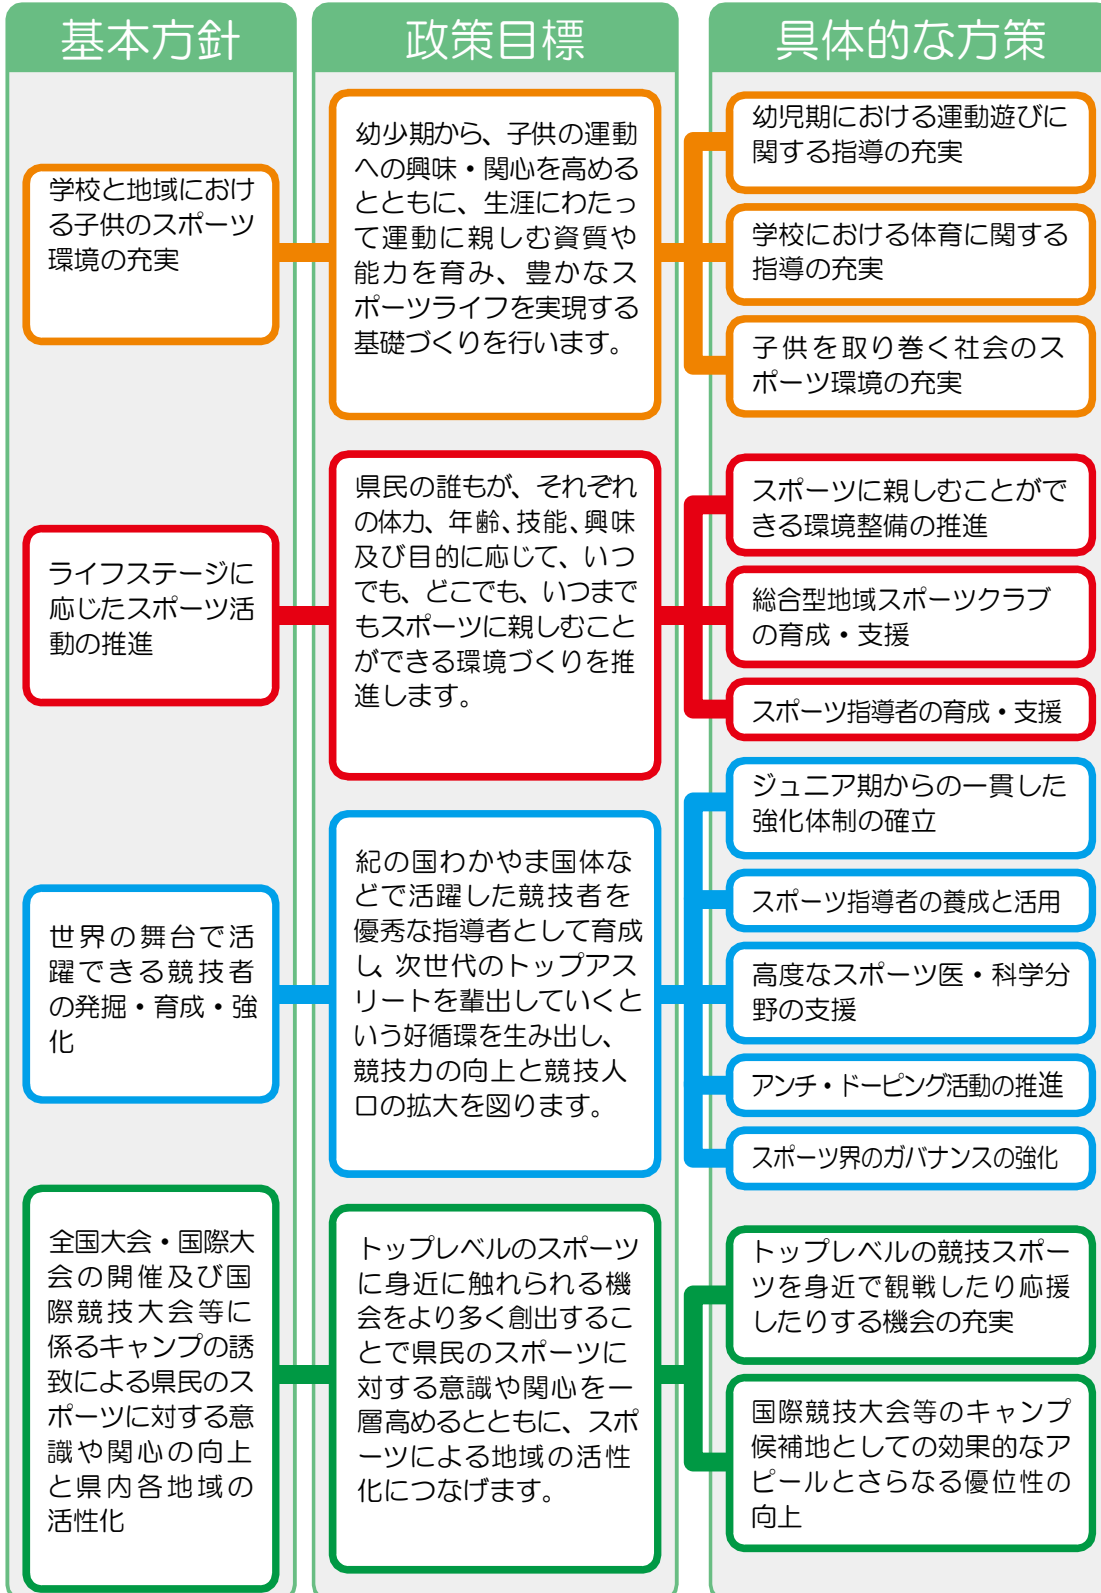 基本方針
政策目標
具体的な方策
学校と地域におけ
る子供のスポーツ
環境の充実
幼少期から、子供の運動
への興味・関心を高める
とともに、生涯にわたっ
て運動に親しむ資質や
能力を育み、豊かなス
ポーツライフを実現する
基礎づくりを行います。
幼児期における運動遊びに
関する指導の充実
学校における体育に関する
指導の充実
子供を取り巻く社会のス
ポーツ環境の充実
ライフステージに
応じたスポーツ活
動の推進
県民の誰もが、それぞれ
の体力、年齢、技能、興味
及び目的に応じて、いつ
でも、どこでも、いつまで
もスポーツに親しむこと
ができる環境づくりを推
進します。
スポーツに親しむことがで
きる環境整備の推進
総合型地域スポーツクラブ
の育成・支援
スポーツ指導者の育成・支援
世界の舞台で活
躍できる競技者
の発掘・育成・強
化
紀の国わかやま国体な
どで活躍した競技者を
優秀な指導者として育成
し、次世代のトップアス
リートを輩出していくと
いう好循環を生み出し、
競技力の向上と競技人
口の拡大を図ります。
ジュニア期からの一貫した
強化体制の確立
スポーツ指導者の養成と活用
高度なスポーツ医・科学分
野の支援
アンチ・ドーピング活動の推進
スポーツ界のガバナンスの強化
全国大会・国際大
会の開催及び国
際競技大会等に
係るキャンプの誘
致による県民のス
ポーツに対する意
識や関心の向上
と県内各地域の
活性化
トップレベルのスポーツ
に身近に触れられる機
会をより多く創出するこ
とで県民のスポーツに
対する意識や関心を一
層高めるとともに、スポ
ーツによる地域の活性
化につなげます。
トップレベルの競技スポー
ツを身近で観戦したり応援
したりする機会の充実
国際競技大会等のキャンプ
候補地としての効果的なア
ピールとさらなる優位性の
向上